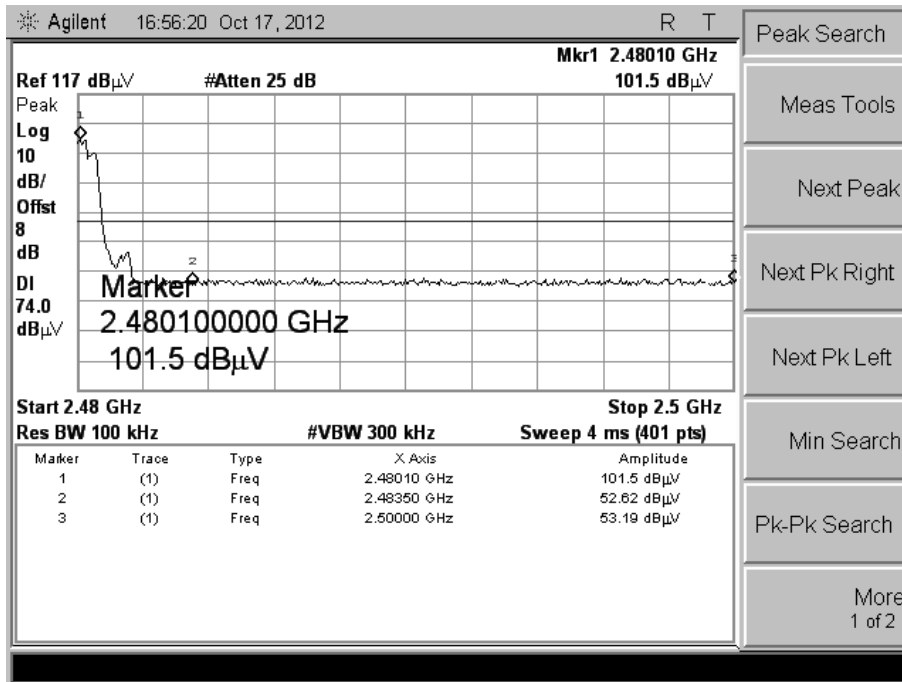 Agilent 16:56:20 Oct 17, 2012 R T
Mkr1 2.48010 GHz
Ref 117 dBµV #Atten 25 dB 101.5 dBµV
Peak
Log
10
dB/
Offst
8
dB
DI
74.0
dBµV
1
2
3
Marker
2.480100000 GHz
101.5 dBµV
Start 2.48 GHz Stop 2.5 GHz
Res BW 100 kHz #VBW 300 kHz Sweep 4 ms (401 pts)
Marker Trace Type X Axis Amplitude
1 (1) Freq 2.48010 GHz 101.5 dBµV
2 (1) Freq 2.48350 GHz 52.62 dBµV
3 (1) Freq 2.50000 GHz 53.19 dBµV
Peak Search
Meas Tools
Next Peak
Next Pk Right
Next Pk Left
Min Search
Pk-Pk Search
More
1 of 2